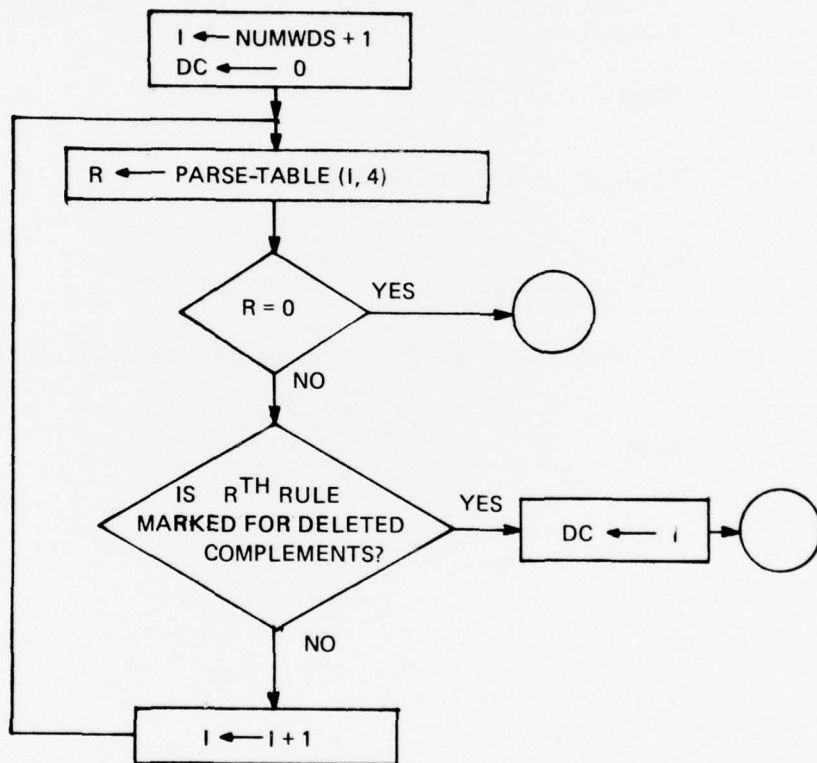 I ← NUMWDS + 1
DC ← 0
R ← PARSE-TABLE (I, 4)
R = 0
YES
NO
IS RTH RULE
MARKED FOR DELETED
COMPLEMENTS?
YES
DC ← I
NO
I ← I + 1